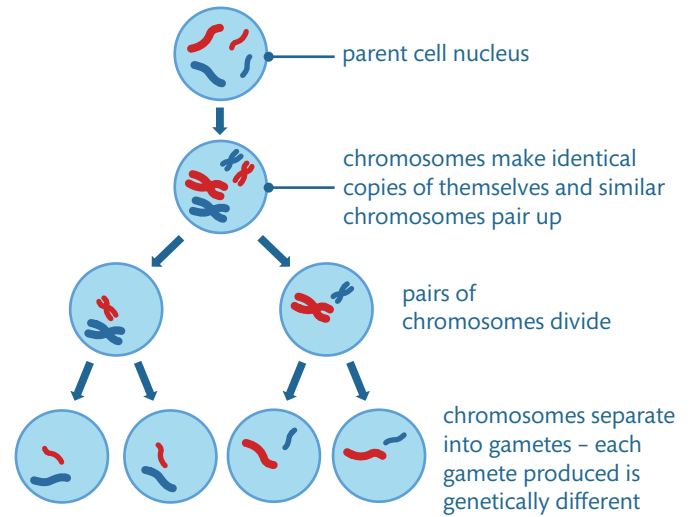 parent cell nucleus
chromosomes make identical
copies of themselves and similar
chromosomes pair up
pairs of
chromosomes divide
chromosomes separate
into gametes – each
gamete produced is
genetically different